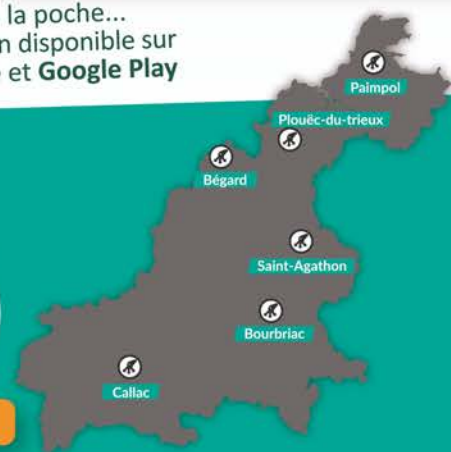 la poche...
n disponible sur
et Google Play
Paimpol
Plouëc-du-trieux
Bégard
Saint-Agathon
Bourbriac
Callac